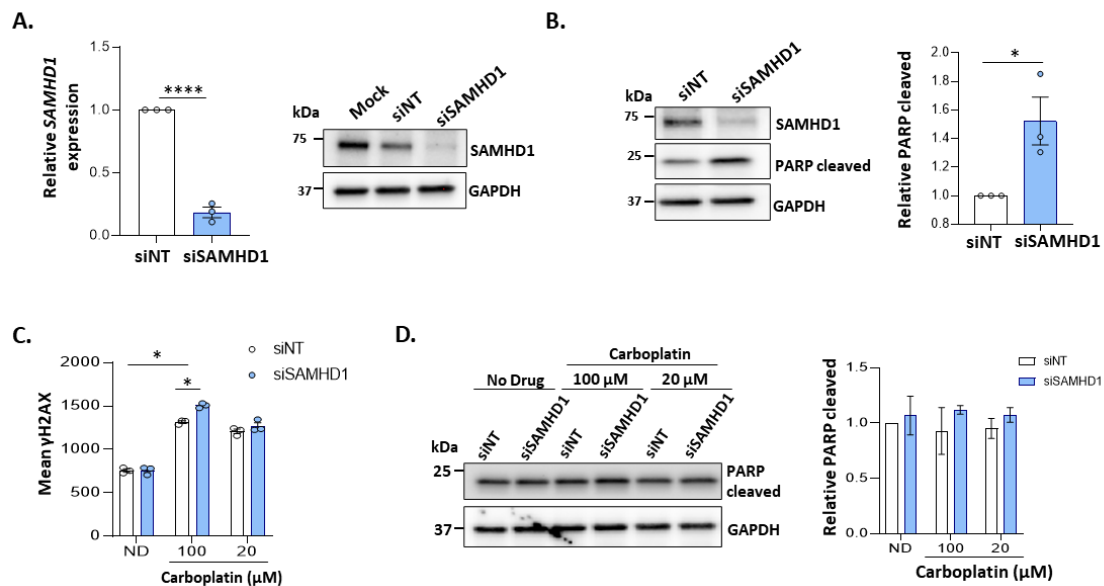 A.
Relative SAMHD1
expression
1.5
1.0
0.5
0.0
****
siNT
siSAMHD1
kDa
Mock
siNT
siSAMHD1
75
SAMHD1
37
GAPDH
B.
kDa
siNT
siSAMHD1
75
SAMHD1
25
PARP cleaved
37
GAPDH
Relative PARP cleaved
2.0
1.8
1.6
1.4
1.2
1.0
0.8
*
siNT
siSAMHD1
C.
Mean γH2AX
2000
1500
1000
500
0
*
*
siNT
siSAMHD1
ND
100
20
Carboplatin (μM)
D.
Carboplatin
No Drug
100 μM
20 μM
kDa
siNT
siSAMHD1
siNT
siSAMHD1
siNT
siSAMHD1
25
PARP
cleaved
37
GAPDH
Relative PARP cleaved
1.5
1.0
0.5
0.0
siNT
siSAMHD1
ND
100
20
Carboplatin (μM)